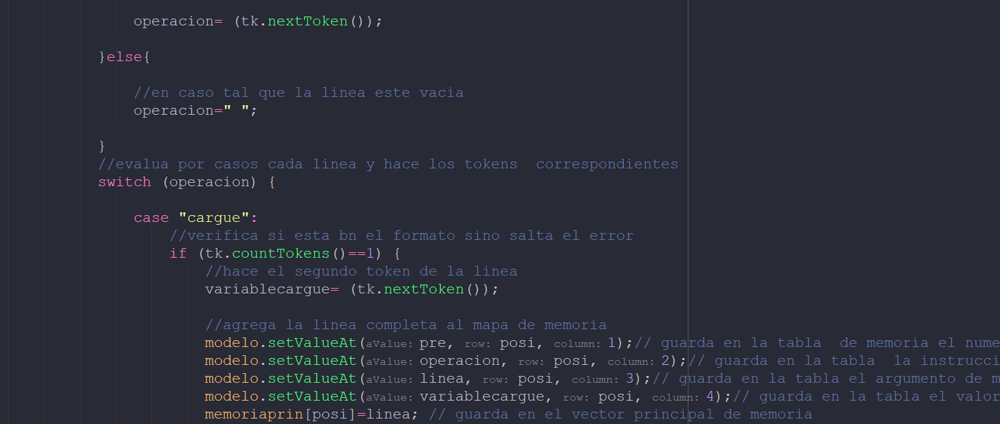 operacion= (tk.nextToken());
}else{
//en caso tal que la linea este vacia
operacion=" ";
}
//evalua por casos cada linea y hace los tokens  correspondientes
switch (operacion) {
case "cargue":
//verifica si esta bn el formato sino salta el error
if (tk.countTokens()==1) {
//hace el segundo token de la linea
variablecargue= (tk.nextToken());
//agrega la linea completa al mapa de memoria
modelo.setValueAt(aValue: pre, row: posi, column: 1);// guarda en la tabla  de memoria el nume
modelo.setValueAt(aValue: operacion, row: posi, column: 2);// guarda en la tabla  la instrucci
modelo.setValueAt(aValue: linea, row: posi, column: 3);// guarda en la tabla el argumento de m
modelo.setValueAt(aValue: variablecargue, row: posi, column: 4);// guarda en la tabla el valor
memoriaprin[posi]=linea; // guarda en el vector principal de memoria